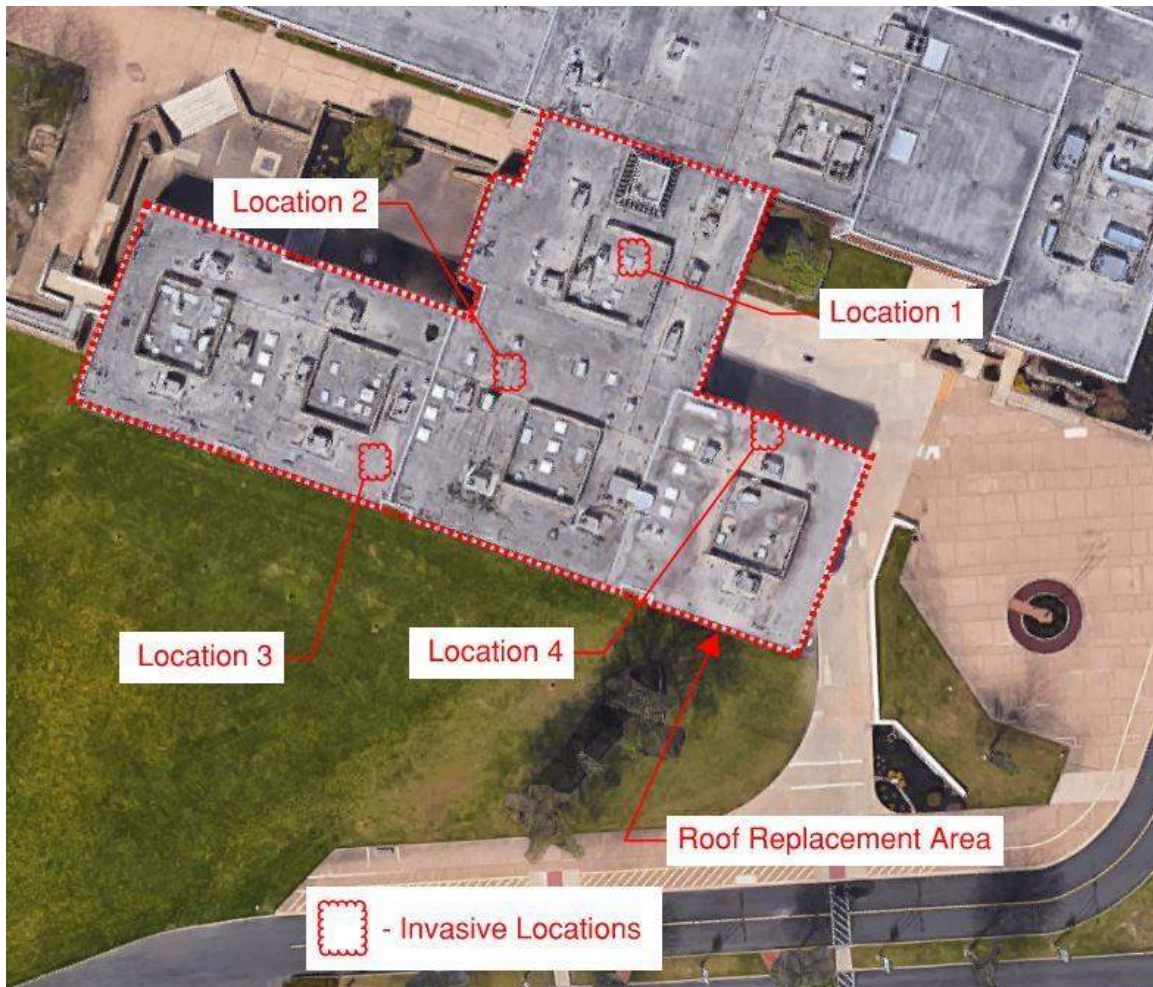 Location 2
Location 1
Location 3
Location 4
Roof Replacement Area
- Invasive Locations